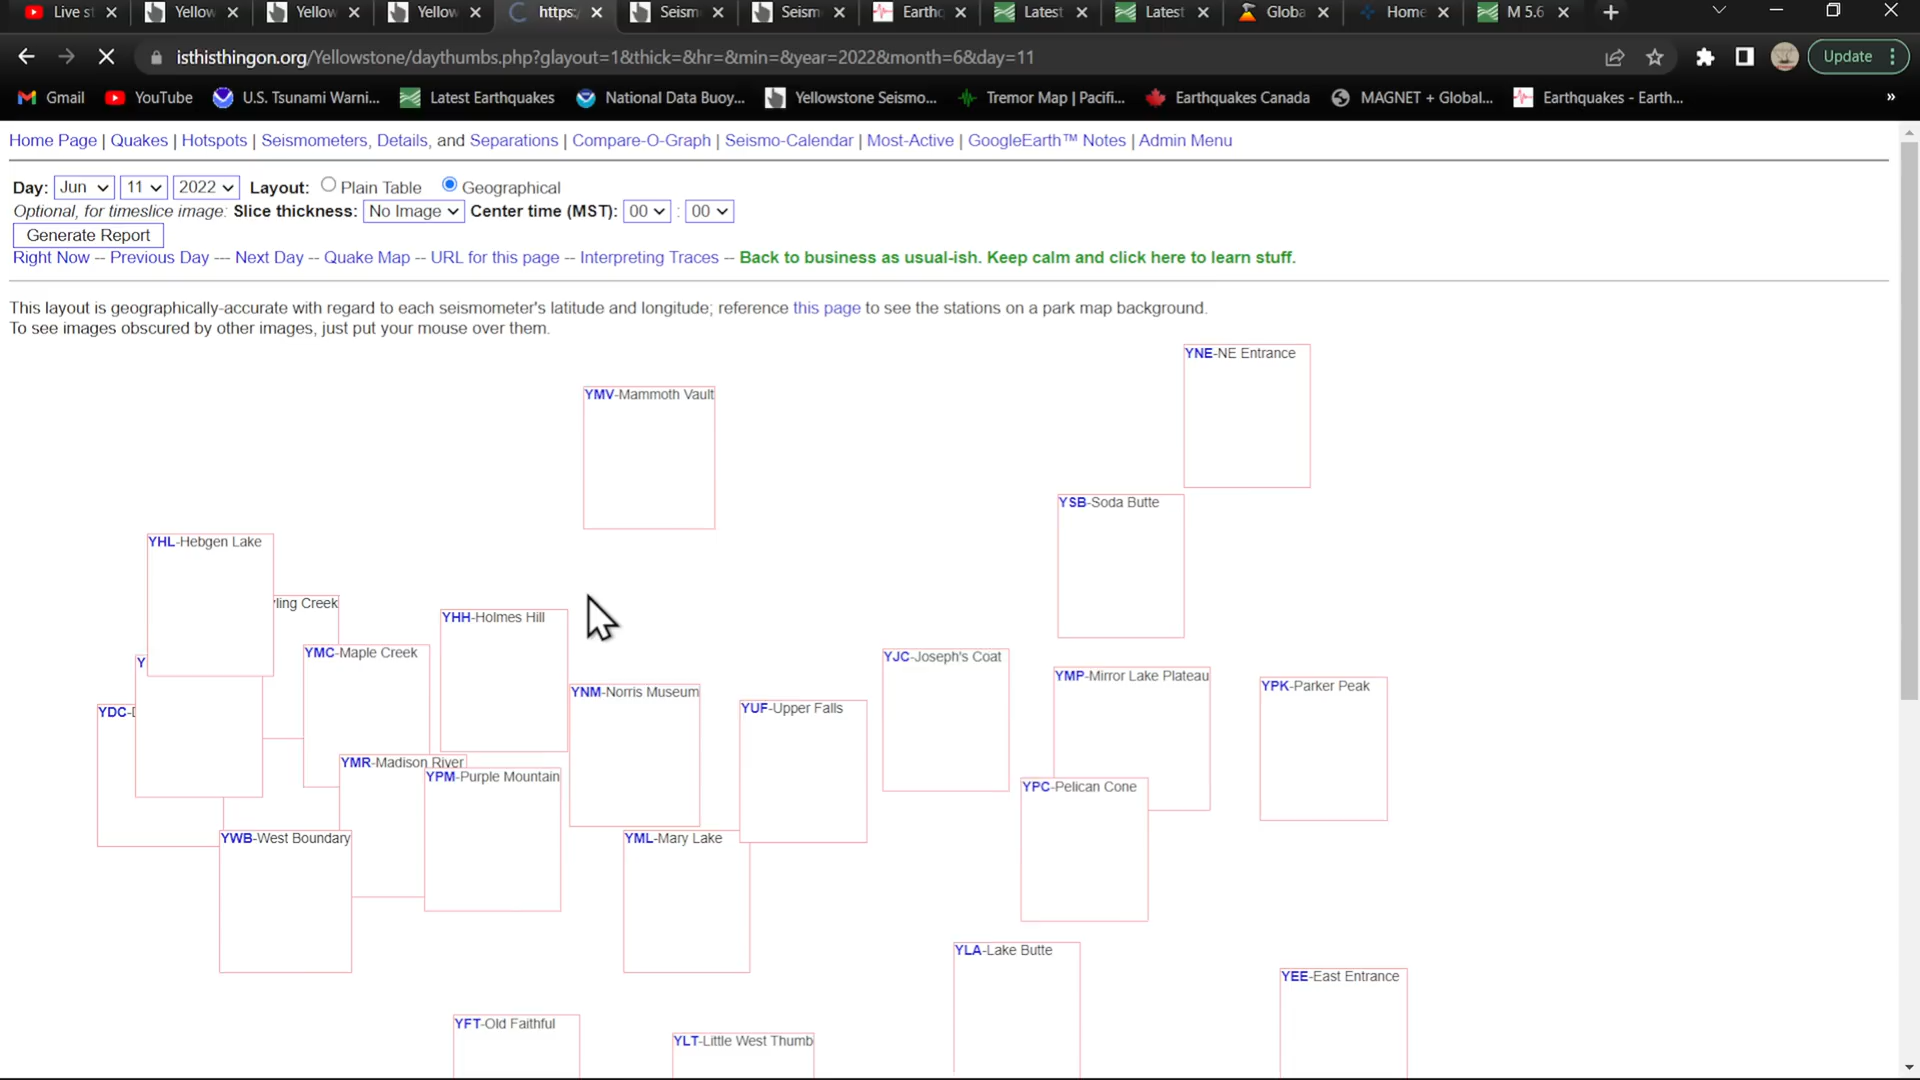 Live st
Yellow
Yellow
Yellow
https:/
Seism
Seism
Earthq
Latest
Latest
Globa
Home
M 5.6
isthisthingon.org/Yellowstone/daythumbs.php?glayout=1&thick=&hr=&min=&year=2022&month=6&day=11
Update
Gmail YouTube U.S. Tsunami Warni... Latest Earthquakes National Data Buoy... Yellowstone Seismo... Tremor Map | Pacifi... Earthquakes Canada MAGNET + Global... Earthquakes - Earth... »
Home Page | Quakes | Hotspots | Seismometers, Details, and Separations | Compare-O-Graph | Seismo-Calendar | Most-Active | GoogleEarth™ Notes | Admin Menu
Day: Jun 11 2022 Layout: Plain Table Geographical
Optional, for timeslice image: Slice thickness: No Image Center time (MST): 00 : 00
Generate Report
Right Now -- Previous Day --- Next Day -- Quake Map -- URL for this page -- Interpreting Traces -- Back to business as usual-ish. Keep calm and click here to learn stuff.
This layout is geographically-accurate with regard to each seismometer's latitude and longitude; reference this page to see the stations on a park map background.
To see images obscured by other images, just put your mouse over them.
YNE-NE Entrance
YMV-Mammoth Vault
YSB-Soda Butte
YHL-Hebgen Lake
ling Creek
YHH-Holmes Hill
YMC-Maple Creek
YJC-Joseph's Coat
Y
YMP-Mirror Lake Plateau
YPK-Parker Peak
YNM-Norris Museum
YUF-Upper Falls
YDC-D
YMR-Madison River
YPM-Purple Mountain
YPC-Pelican Cone
YWB-West Boundary
YML-Mary Lake
YLA-Lake Butte
YEE-East Entrance
YFT-Old Faithful
YLT-Little West Thumb